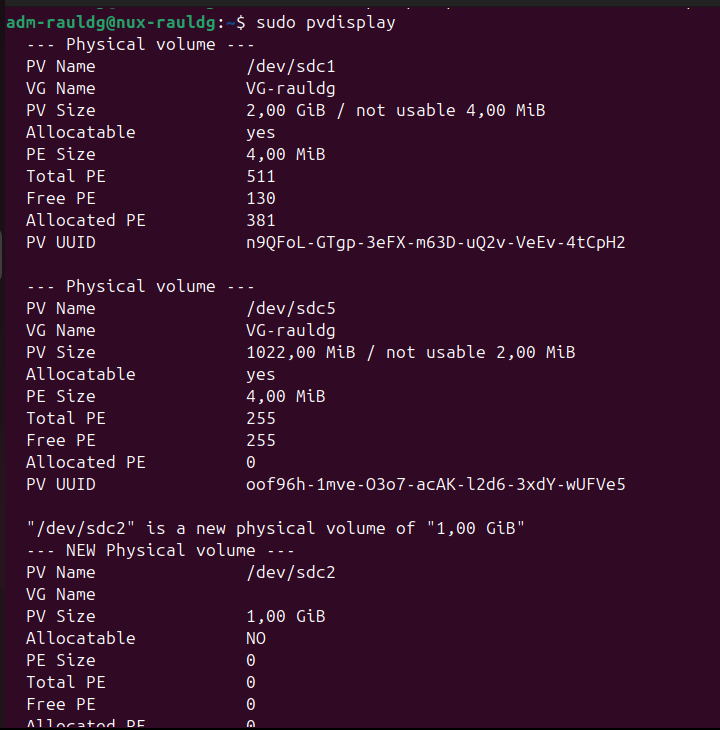 adm-rauldg@nux-rauldg:~$ sudo pvdisplay
--- Physical volume ---
PV Name /dev/sdc1
VG Name VG-rauldg
PV Size 2,00 GiB / not usable 4,00 MiB
Allocatable yes
PE Size 4,00 MiB
Total PE 511
Free PE 130
Allocated PE 381
PV UUID n9QFoL-GTgp-3eFX-m63D-uQ2v-VeEv-4tCpH2
--- Physical volume ---
PV Name /dev/sdc5
VG Name VG-rauldg
PV Size 1022,00 MiB / not usable 2,00 MiB
Allocatable yes
PE Size 4,00 MiB
Total PE 255
Free PE 255
Allocated PE 0
PV UUID oof96h-1mve-O3o7-acAK-l2d6-3xdY-wUFVe5
"/dev/sdc2" is a new physical volume of "1,00 GiB"
--- NEW Physical volume ---
PV Name /dev/sdc2
VG Name
PV Size 1,00 GiB
Allocatable NO
PE Size 0
Total PE 0
Free PE 0
Allocated PE 0